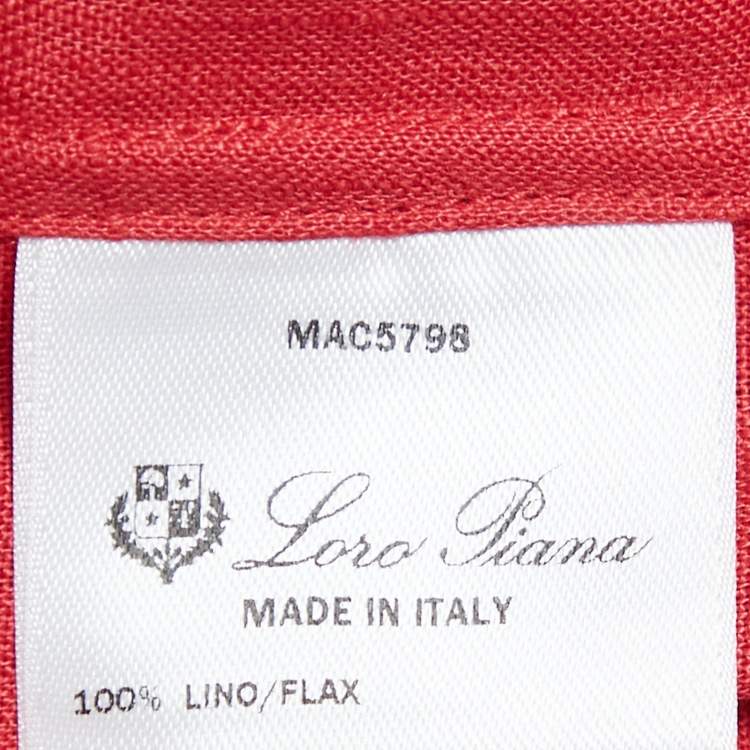 MAC5798
Loro Piana
MADE IN ITALY
100% LINO/FLAX